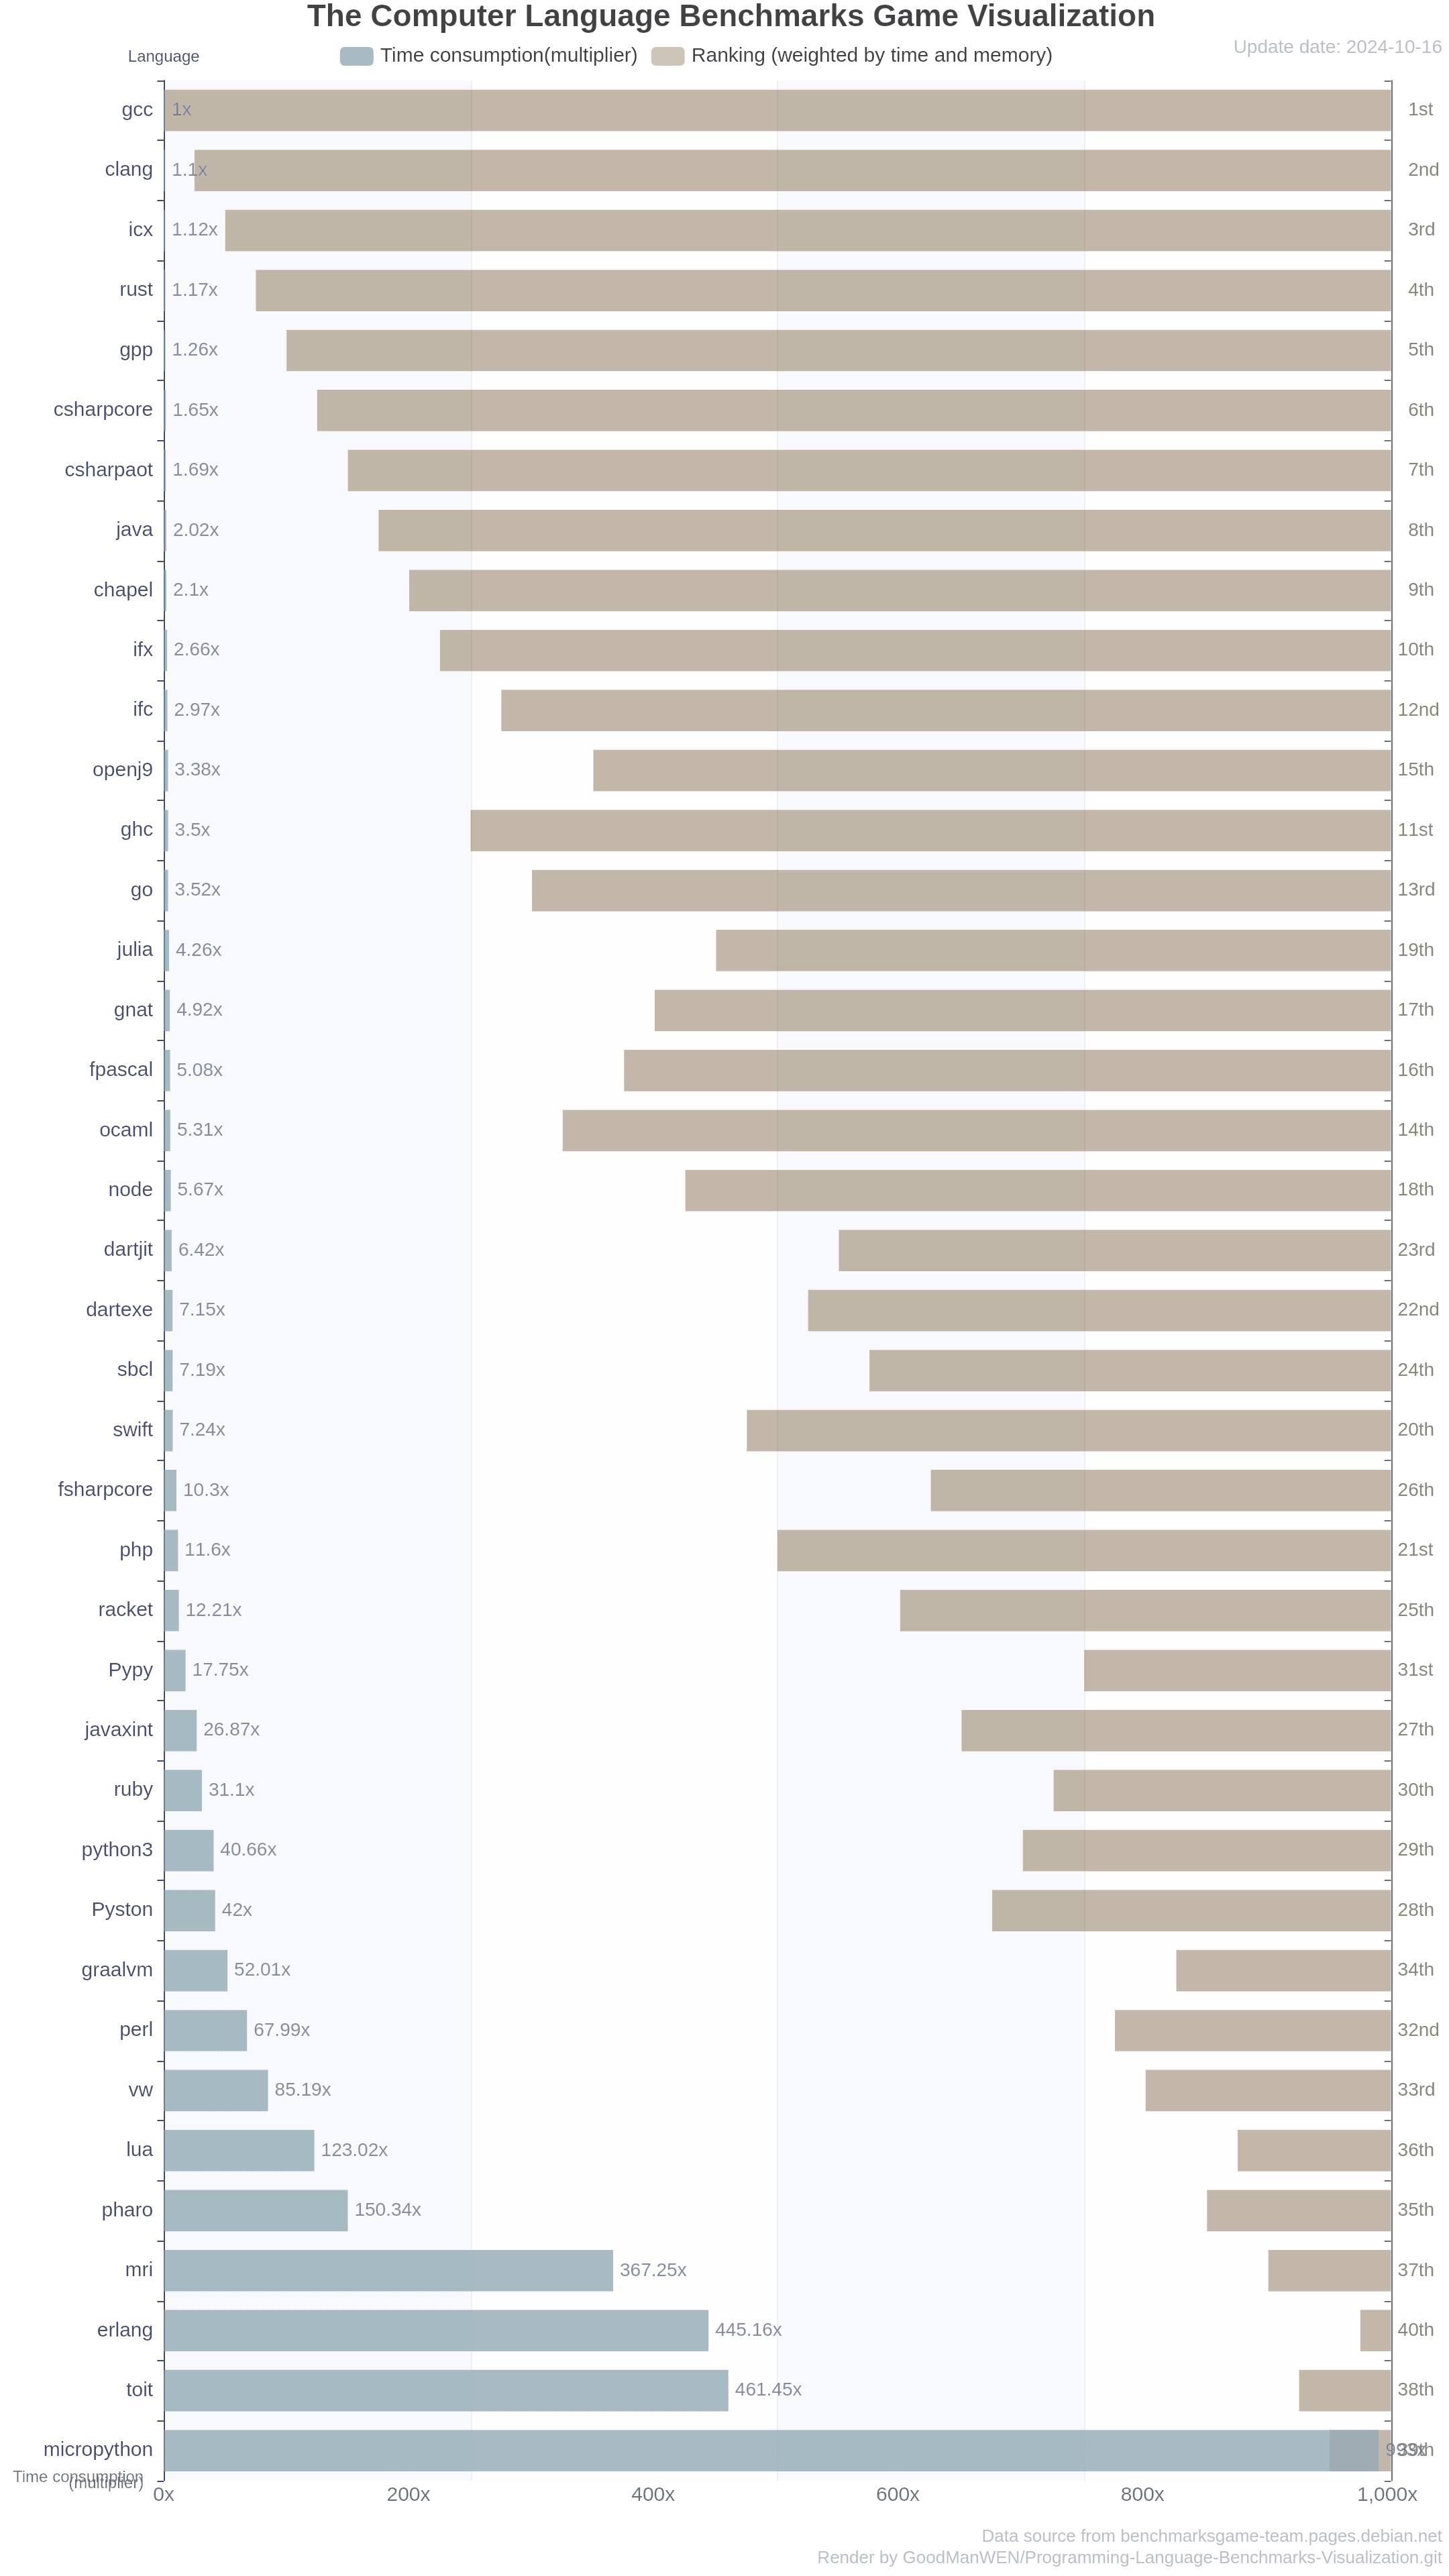 The Computer Language Benchmarks Game Visualization
Language
Time consumption(multiplier)
Ranking (weighted by time and memory)
Update date: 2024-10-16
gcc 1x 1st
clang 1.1x 2nd
icx 1.12x 3rd
rust 1.17x 4th
gpp 1.26x 5th
csharpcore 1.65x 6th
csharpaot 1.69x 7th
java 2.02x 8th
chapel 2.1x 9th
ifx 2.66x 10th
ifc 2.97x 12nd
openj9 3.38x 15th
ghc 3.5x 11st
go 3.52x 13rd
julia 4.26x 19th
gnat 4.92x 17th
fpascal 5.08x 16th
ocaml 5.31x 14th
node 5.67x 18th
dartjit 6.42x 23rd
dartexe 7.15x 22nd
sbcl 7.19x 24th
swift 7.24x 20th
fsharpcore 10.3x 26th
php 11.6x 21st
racket 12.21x 25th
Pypy 17.75x 31st
javaxint 26.87x 27th
ruby 31.1x 30th
python3 40.66x 29th
Pyston 42x 28th
graalvm 52.01x 34th
perl 67.99x 32nd
vw 85.19x 33rd
lua 123.02x 36th
pharo 150.34x 35th
mri 367.25x 37th
erlang 445.16x 40th
toit 461.45x 38th
micropython 39th
Time consumption
(multiplier)
0x 200x 400x 600x 800x 1,000x
Data source from benchmarksgame-team.pages.debian.net
Render by GoodManWEN/Programming-Language-Benchmarks-Visualization.git